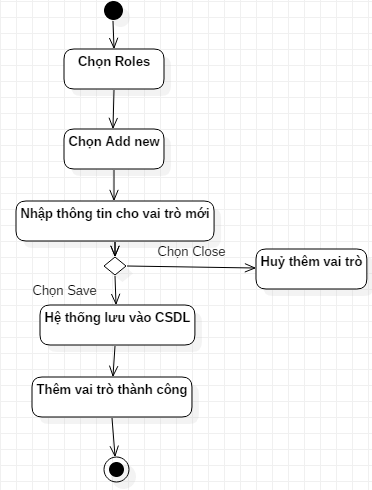 Chọn Roles
Chọn Add new
Nhập thông tin cho vai trò mới
Chọn Close
Huỷ thêm vai trò
Chọn Save
Hệ thống lưu vào CSDL
Thêm vai trò thành công